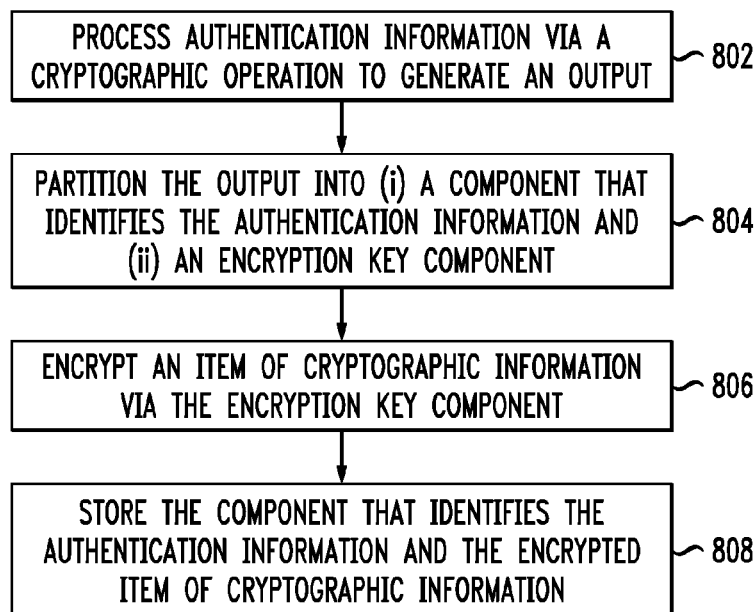 PROCESS AUTHENTICATION INFORMATION VIA A
CRYPTOGRAPHIC OPERATION TO GENERATE AN OUTPUT
802
PARTITION THE OUTPUT INTO (i) A COMPONENT THAT
IDENTIFIES THE AUTHENTICATION INFORMATION AND
(ii) AN ENCRYPTION KEY COMPONENT
804
ENCRYPT AN ITEM OF CRYPTOGRAPHIC INFORMATION
VIA THE ENCRYPTION KEY COMPONENT
806
STORE THE COMPONENT THAT IDENTIFIES THE
AUTHENTICATION INFORMATION AND THE ENCRYPTED
ITEM OF CRYPTOGRAPHIC INFORMATION
808